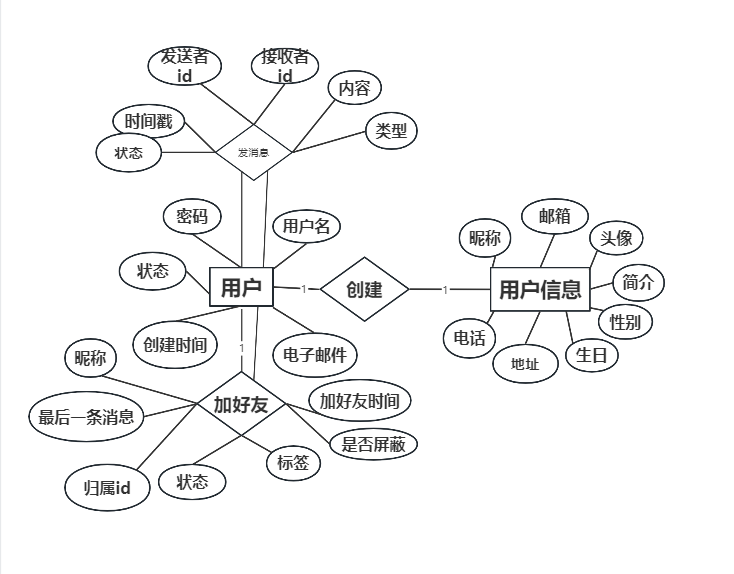 发送者
id
接收者
id
内容
时间戳
类型
状态
发消息
密码
用户名
邮箱
昵称
头像
状态
用户
1
创建
1
用户信息
简介
性别
创建时间
1
电子邮件
电话
地址
生日
昵称
加好友
加好友时间
最后一条消息
是否屏蔽
标签
归属id
状态